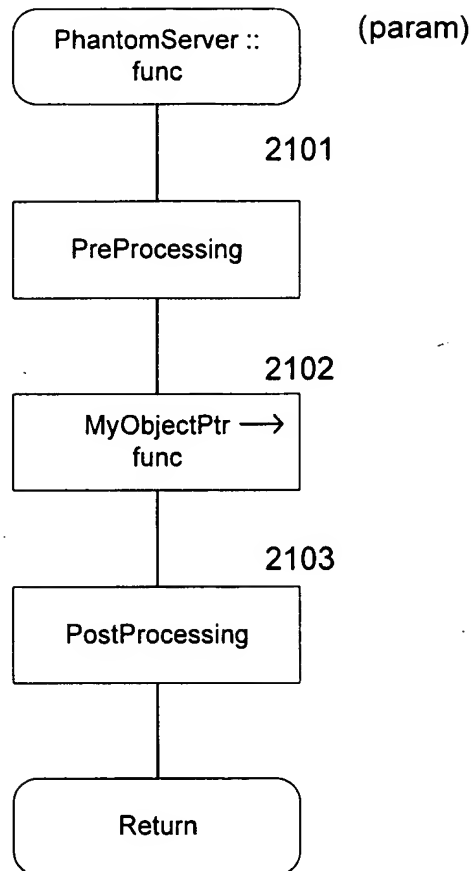 PhantomServer ::
func
(param)
2101
PreProcessing
2102
MyObjectPtr →
func
2103
PostProcessing
Return